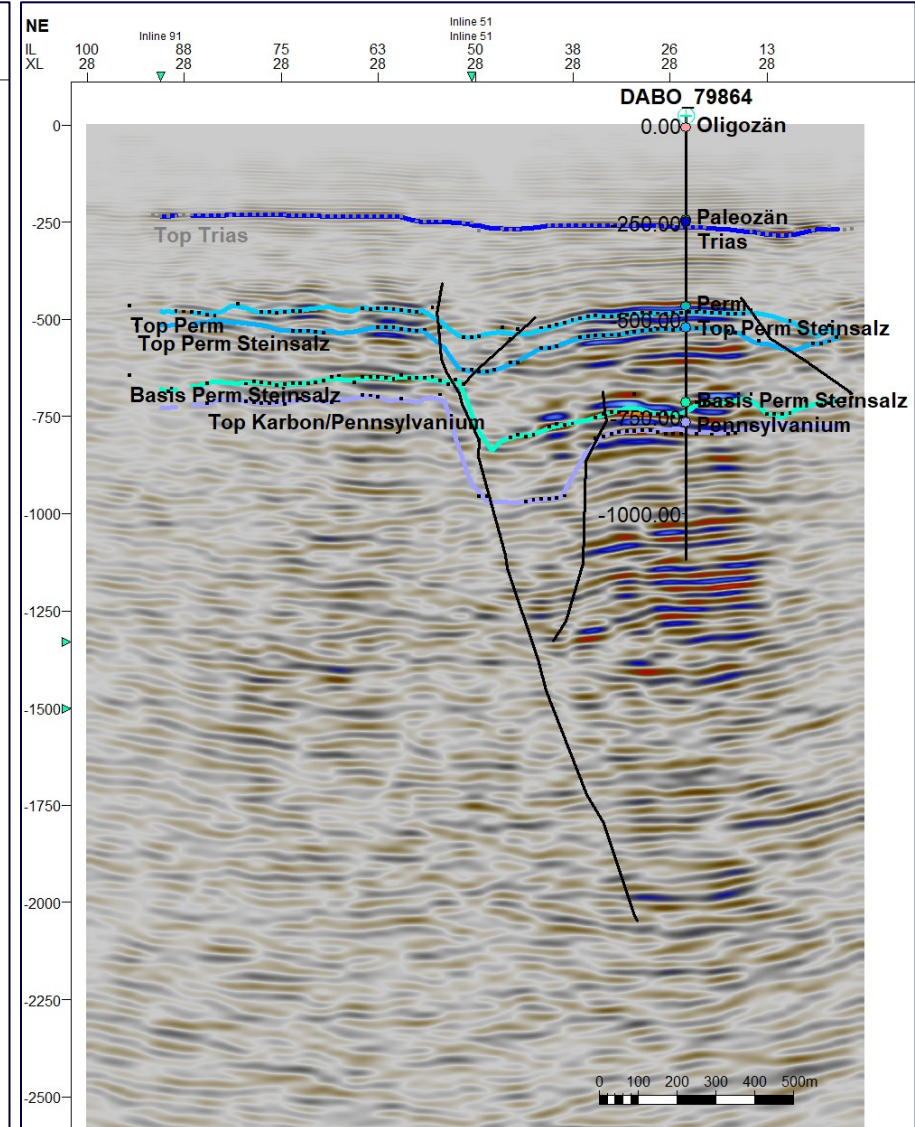 NE
Inline 51
Inline 91 Inline 51
IL 100 88 75 63 50 38 26 13
XL 28 28 28 28 28 28 28 28
DABO_79864
0 0.00 Oligozän
-250 -250.00 Paleozän
Top Trias Trias
Perm
-500 -500.00
Top Perm Top Perm Steinsalz
Top Perm Steinsalz
Basis Perm Steinsalz Basis Perm Steinsalz
-750 -750.00
Top Karbon/Pennsylvanium Pennsylvanium
-1000 -1000.00
-1250
-1500
-1750
-2000
-2250
0 100 200 300 400 500m
-2500